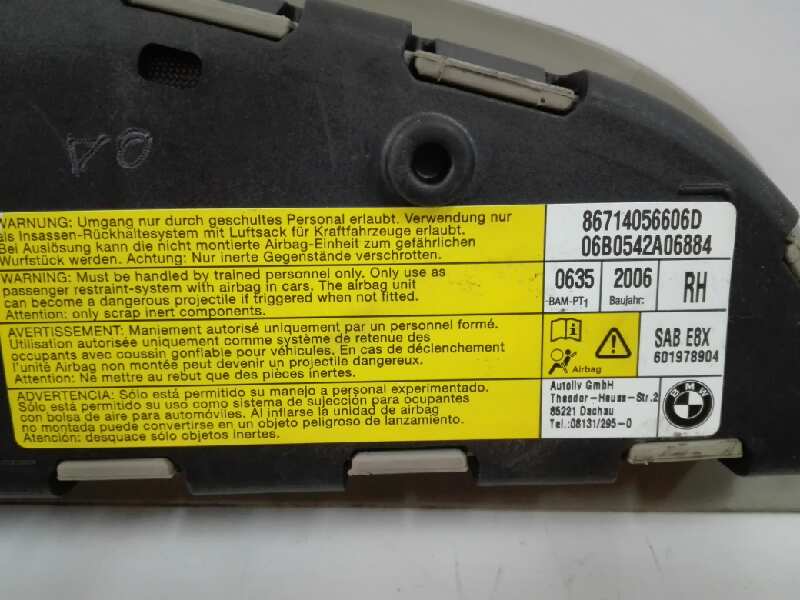 WARNUNG: Umgang nur durch geschultes Personal erlaubt. Verwendung nur
als Insassen-Rückhaltesystem mit Luftsack für Kraftfahrzeuge erlaubt.
Bei Auslösung kann die nicht montierte Airbag-Einheit zum gefährlichen
Wurfstück werden. Achtung: Nur inerte Gegenstände verschrotten.
WARNING: Must be handled by trained personnel only. Only use as
passenger restraint-system with airbag in cars. The airbag unit
can become a dangerous projectile if triggered when not fitted.
Attention: only scrap inert components.
AVERTISSEMENT: Maniement autorisé uniquement par un personnel formé.
Utilisation autorisée uniquement comme système de retenue des
occupants avec coussin gonflable pour véhicules. En cas de déclenchement
l'unité Airbag non montée peut devenir un projectile dangereux.
Attention: Ne mettre au rebut que des pièces inertes.
ADVERTENCIA: Sólo está permitido su manejo a personal experimentado.
Sólo está permitido su uso como sistema de sujeción para ocupantes
con bolsa de aire para automóviles. Al inflarse la unidad de airbag
no montada puede convertirse en un objeto peligroso de lanzamiento.
Atención: desquace sólo objetos inertes.
86714056606D
06B0542A06884
0635
BAM-PT1
2006
Baujahr:
RH
Airbag
SAB E8X
601978904
Autoliv GmbH
Theodor-Heuss-Str.2
85221 Dachau
Tel.:08131/295-0
BMW